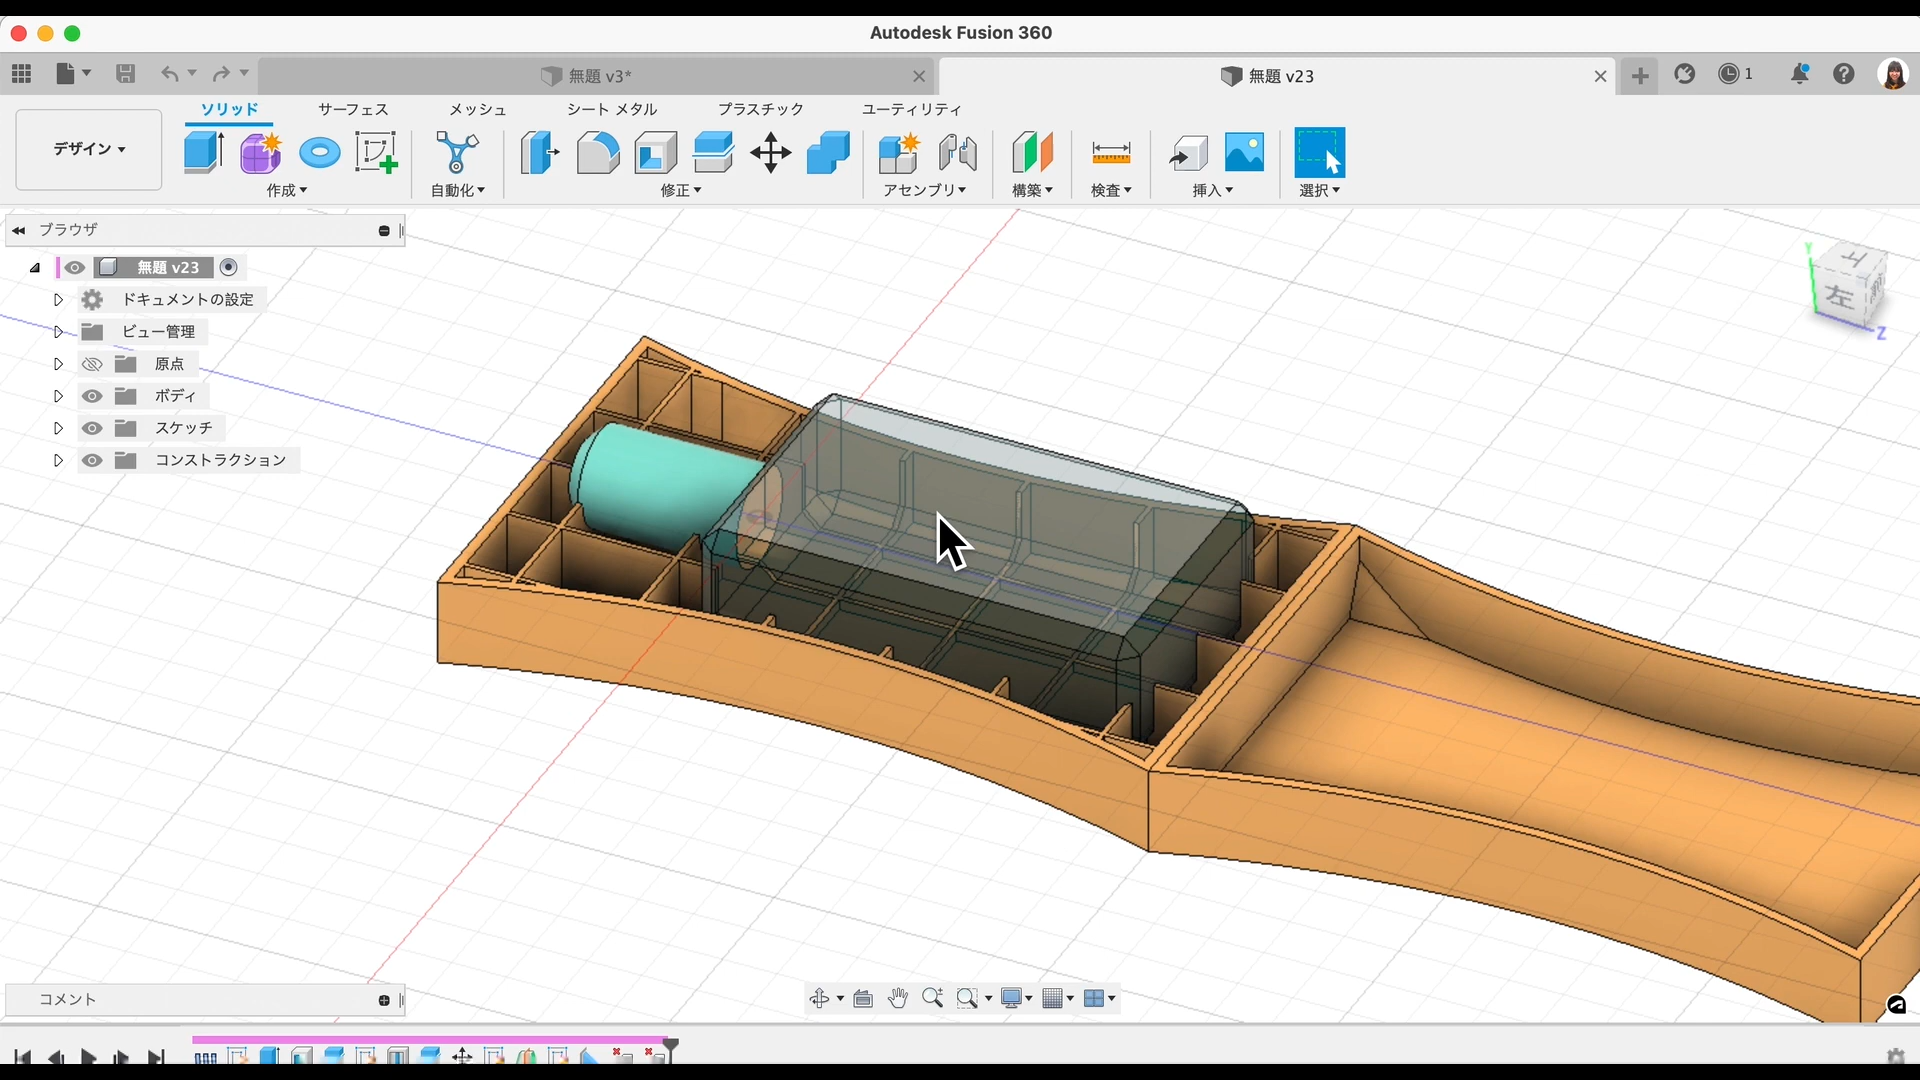 Autodesk Fusion 360
無題 v3*
無題 v23
1
デザイン
ソリッド
サーフェス
メッシュ
シート メタル
プラスチック
ユーティリティ
作成
自動化
修正
アセンブリ
構築
検査
挿入
選択
ブラウザ
無題 v23
ドキュメントの設定
ビュー管理
原点
ボディ
スケッチ
コンストラクション
Y
上
左
Z
コメント